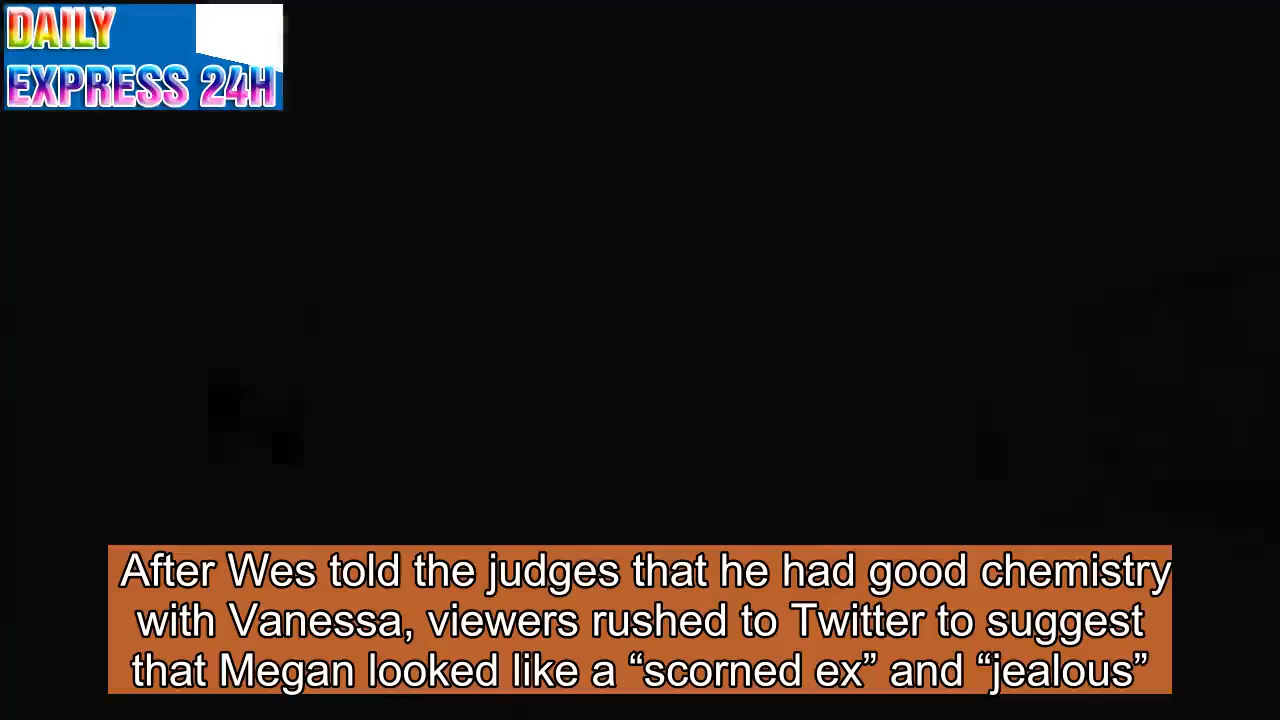 DAILY
EXPRESS 24H
After Wes told the judges that he had good chemistry
with Vanessa, viewers rushed to Twitter to suggest
that Megan looked like a “scorned ex” and “jealous”